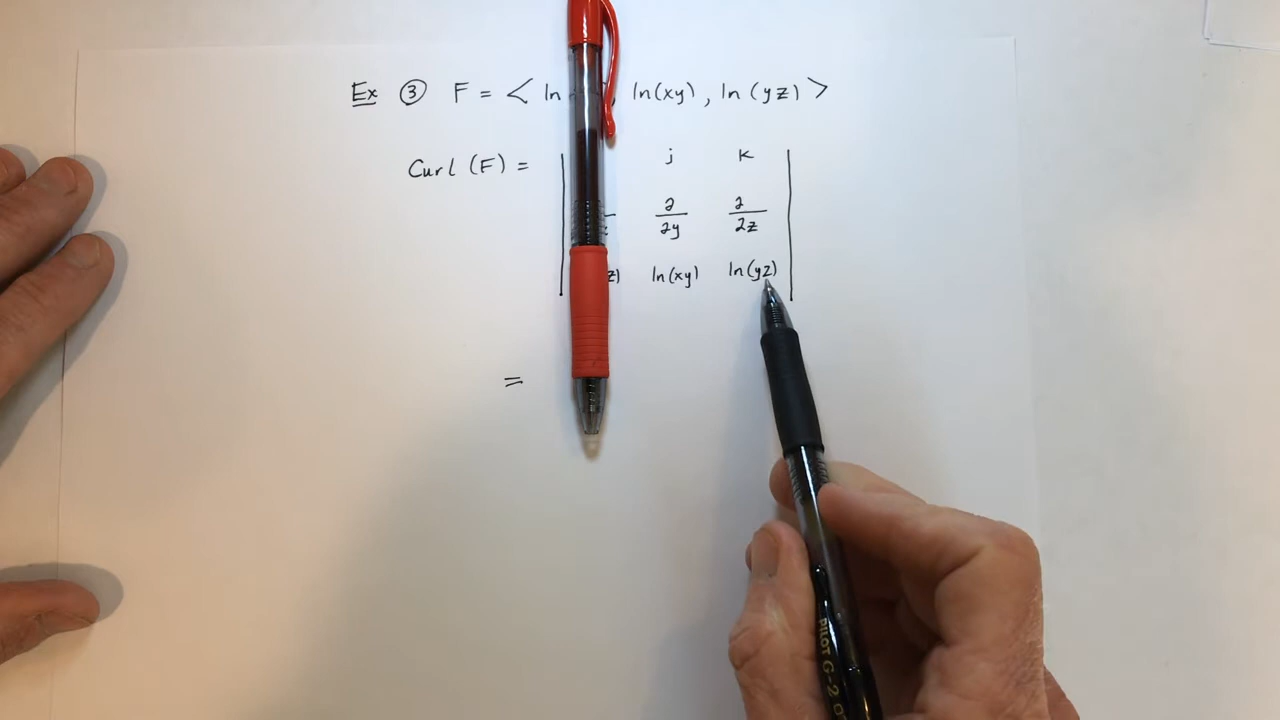 Ex ③ F = < ln , ln(xy) , ln(yz) >
Curl (F) = | j k |
∂/∂y ∂/∂z
z) ln(xy) ln(yz)
=
PILOT G-2